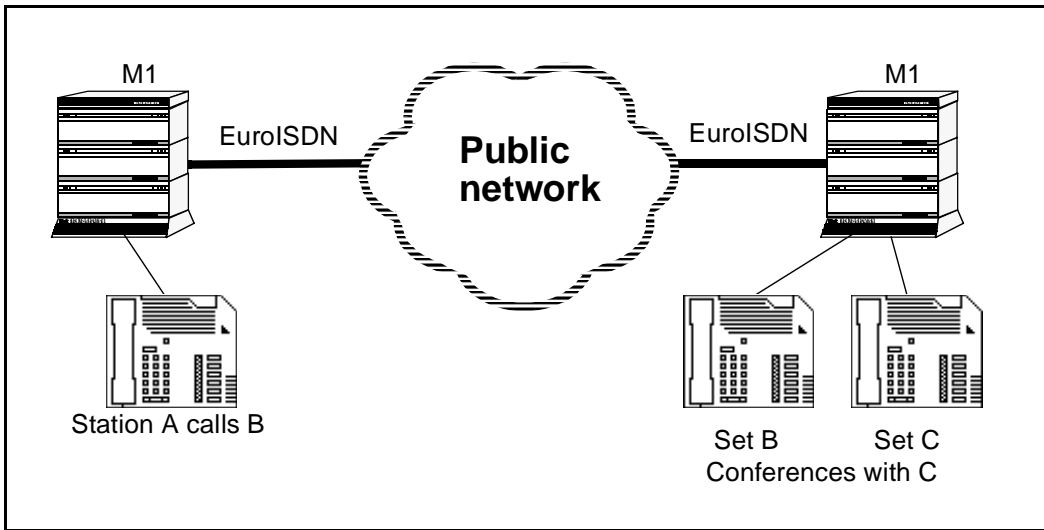 M1
M1
EuroISDN
EuroISDN
Public
network
Station A calls B
Set B
Set C
Conferences with C